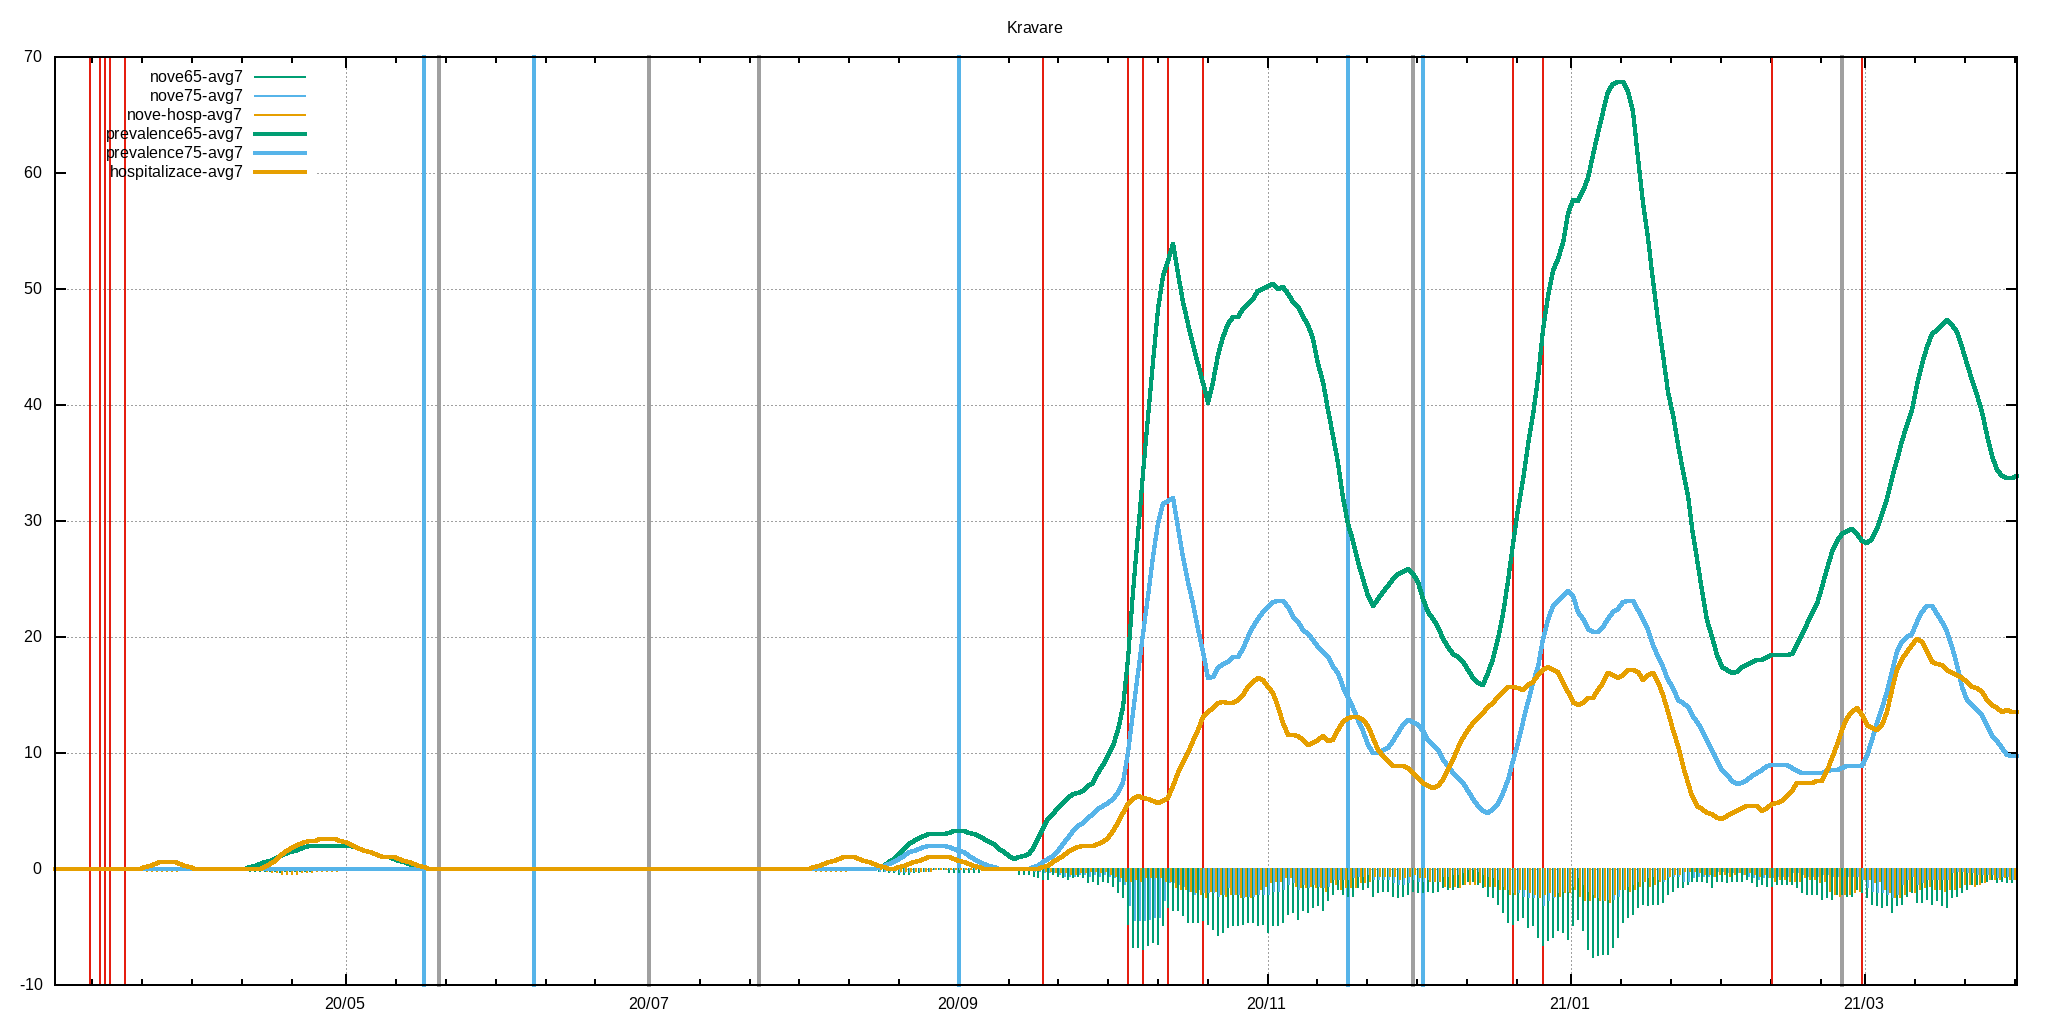 Kravare
70
nove65-avg7
nove75-avg7
nove-hosp-avg7
prevalence65-avg7
prevalence75-avg7
hospitalizace-avg7
60
50
40
30
20
10
0
-10
20/05
20/07
20/09
20/11
21/01
21/03